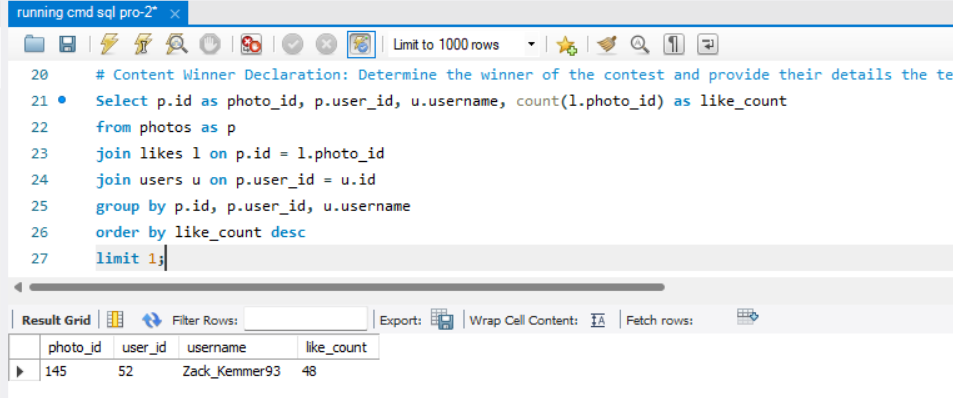 running cmd sql pro-2* ×
Limit to 1000 rows
20 # Content Winner Declaration: Determine the winner of the contest and provide their details the te
21 Select p.id as photo_id, p.user_id, u.username, count(l.photo_id) as like_count
22 from photos as p
23 join likes l on p.id = l.photo_id
24 join users u on p.user_id = u.id
25 group by p.id, p.user_id, u.username
26 order by like_count desc
27 limit 1;
Result Grid Filter Rows: Export: Wrap Cell Content: IA Fetch rows:
photo_id user_id username like_count
145 52 Zack_Kemmer93 48